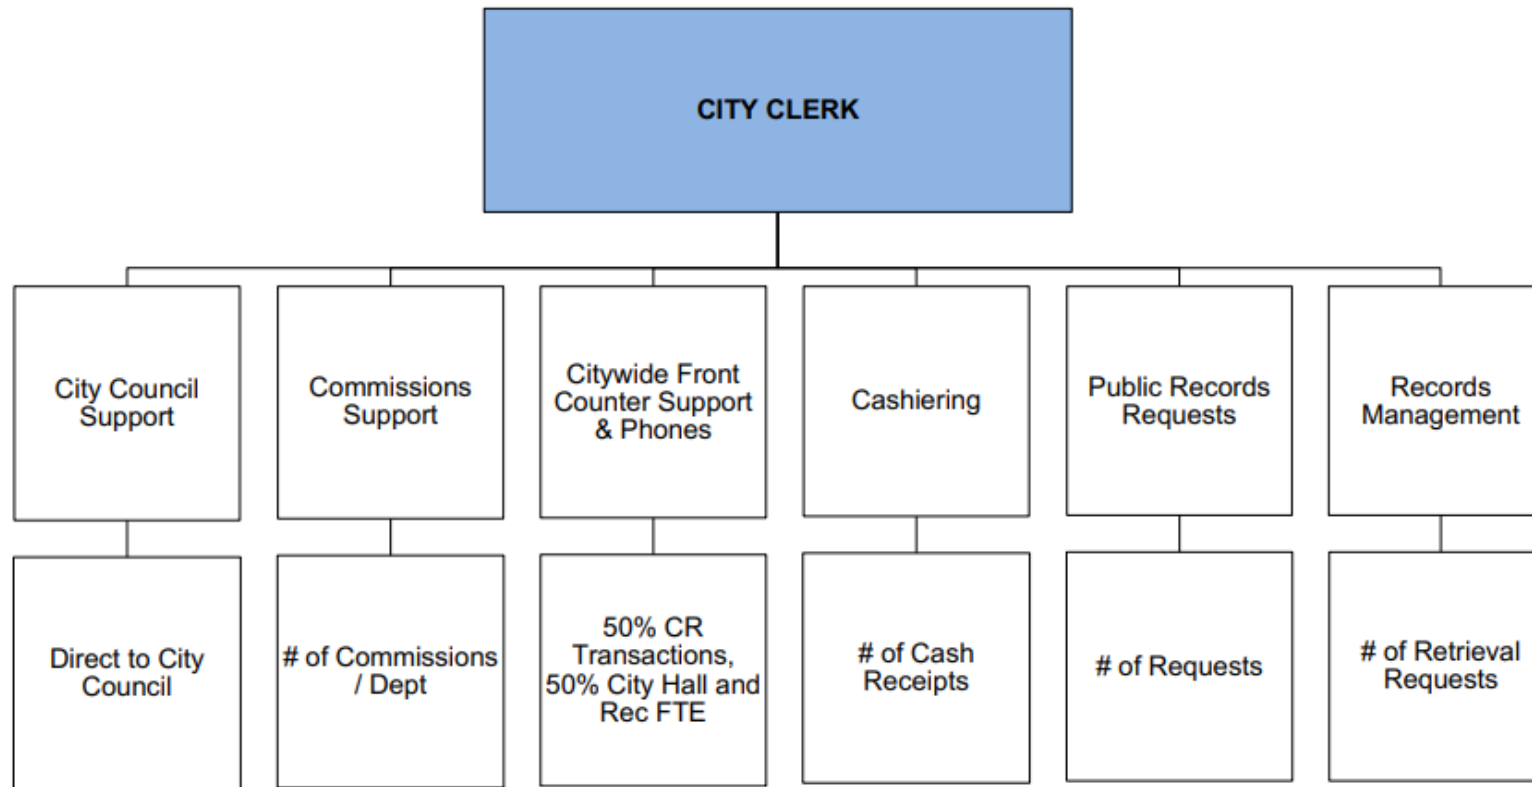 CITY CLERK
City Council
Support
Commissions
Support
Citywide Front
Counter Support
& Phones
Cashiering
Public Records
Requests
Records
Management
Direct to City
Council
# of Commissions
/ Dept
50% CR
Transactions,
50% City Hall and
Rec FTE
# of Cash
Receipts
# of Requests
# of Retrieval
Requests